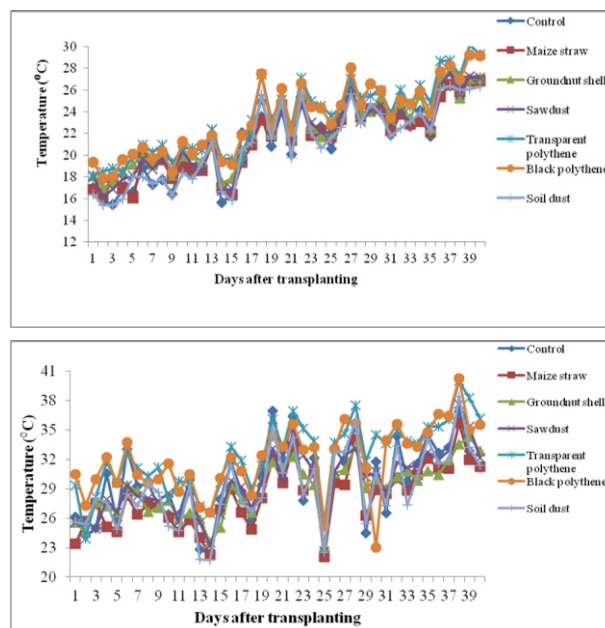 Control
Maize straw
Groundnut shell
Sawdust
Transparent
polythene
Black polythene
Soil dust
Temperature (⁰C)
30
28
26
24
22
20
18
16
14
12
1 3 5 7 9 11 13 15 17 19 21 23 25 27 29 31 33 35 37 39
Days after transplanting
Control
Maize straw
Groundnut shell
Sawdust
Transparent
polythene
Black polythene
Soil dust
Temperature (⁰C)
41
38
35
32
29
26
23
20
1 3 5 7 9 11 13 15 17 19 21 23 25 27 29 31 33 35 37 39
Days after transplanting